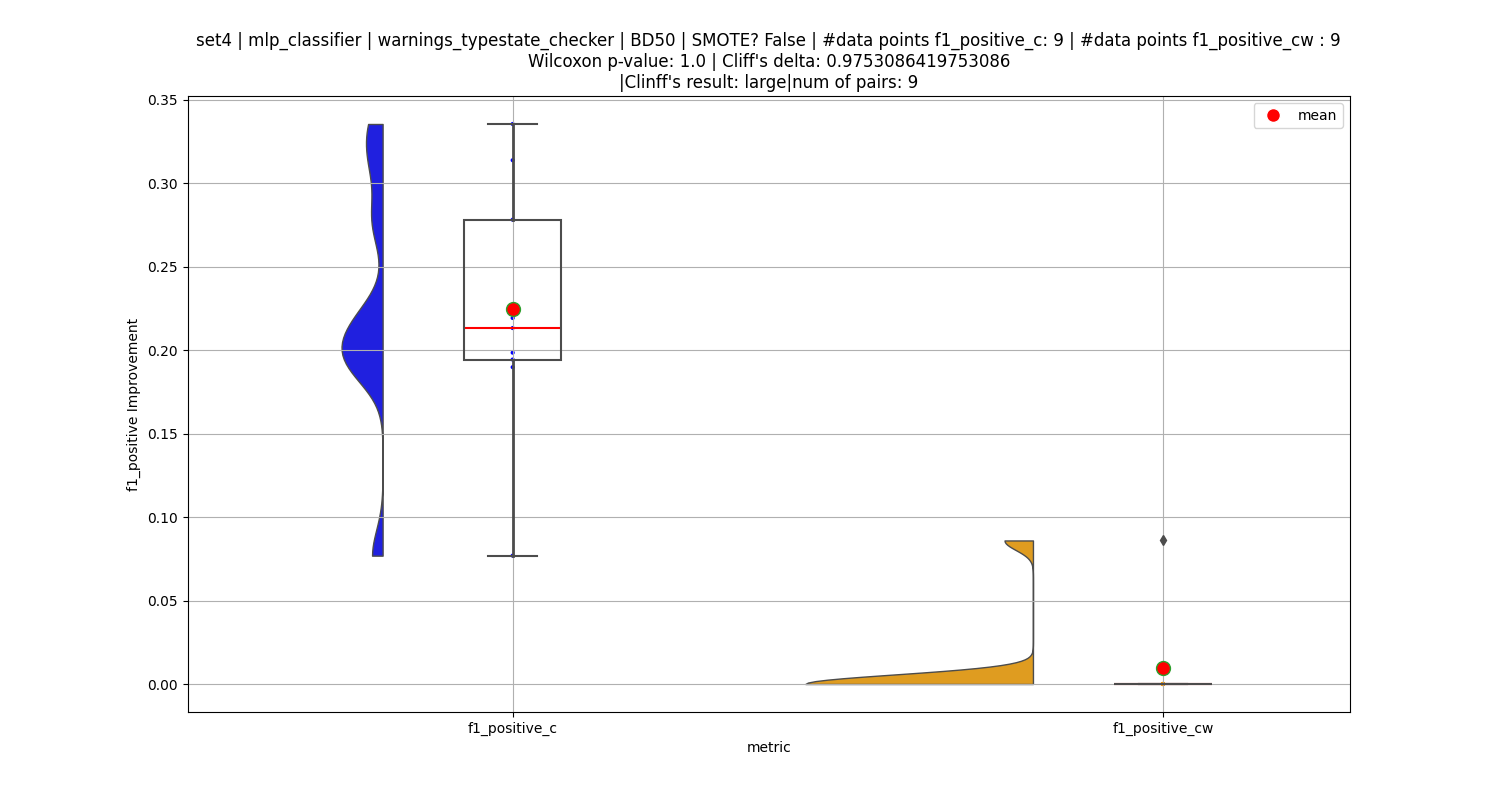 set4 | mlp_classifier | warnings_typestate_checker | BD50 | SMOTE? False | #data points f1_positive_c: 9 | #data points f1_positive_cw : 9
Wilcoxon p-value: 1.0 | Cliff's delta: 0.9753086419753086
|Clinff's result: large|num of pairs: 9
mean
0.35
0.30
0.25
0.20
0.15
0.10
0.05
0.00
f1_positive Improvement
f1_positive_c
f1_positive_cw
metric